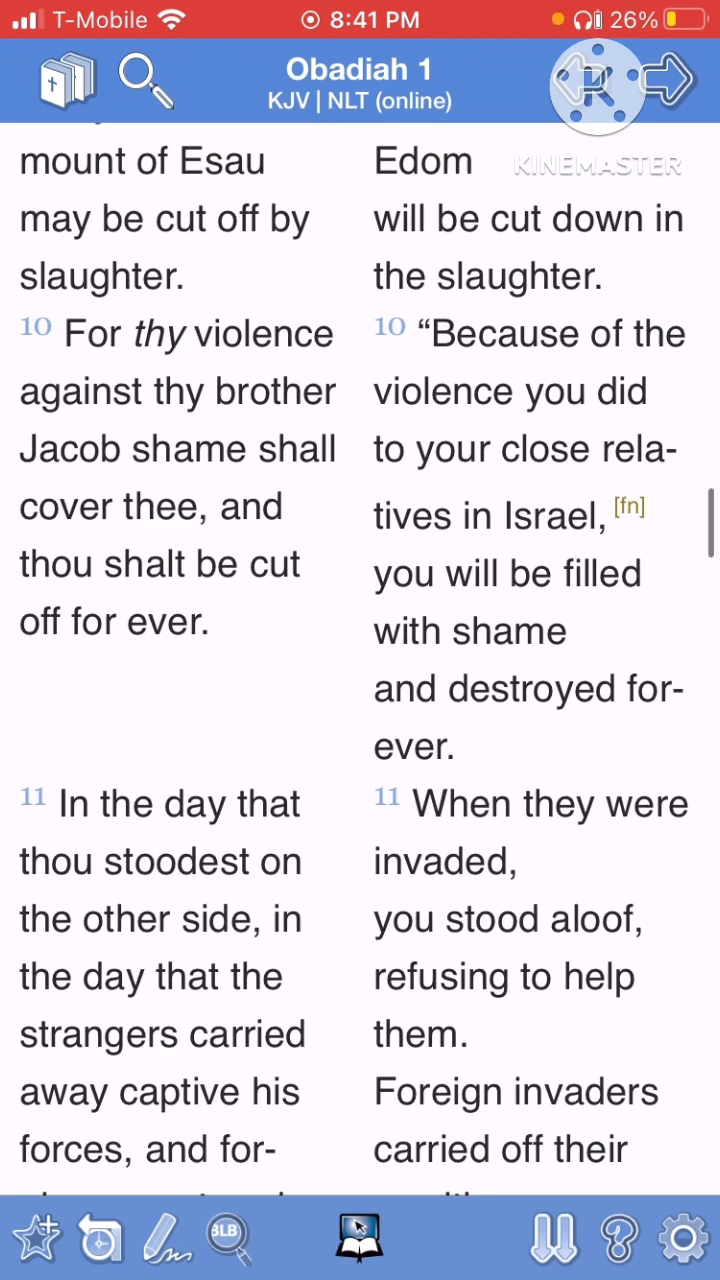 T-Mobile 8:41 PM 26%
Obadiah 1
KJV | NLT (online)
K
KINEMASTER
mount of Esau
may be cut off by
slaughter.
10 For thy violence
against thy brother
Jacob shame shall
cover thee, and
thou shalt be cut
off for ever.
11 In the day that
thou stoodest on
the other side, in
the day that the
strangers carried
away captive his
forces, and for-
Edom
will be cut down in
the slaughter.
10 “Because of the
violence you did
to your close rela-
tives in Israel, [fn]
you will be filled
with shame
and destroyed for-
ever.
11 When they were
invaded,
you stood aloof,
refusing to help
them.
Foreign invaders
carried off their
BLB